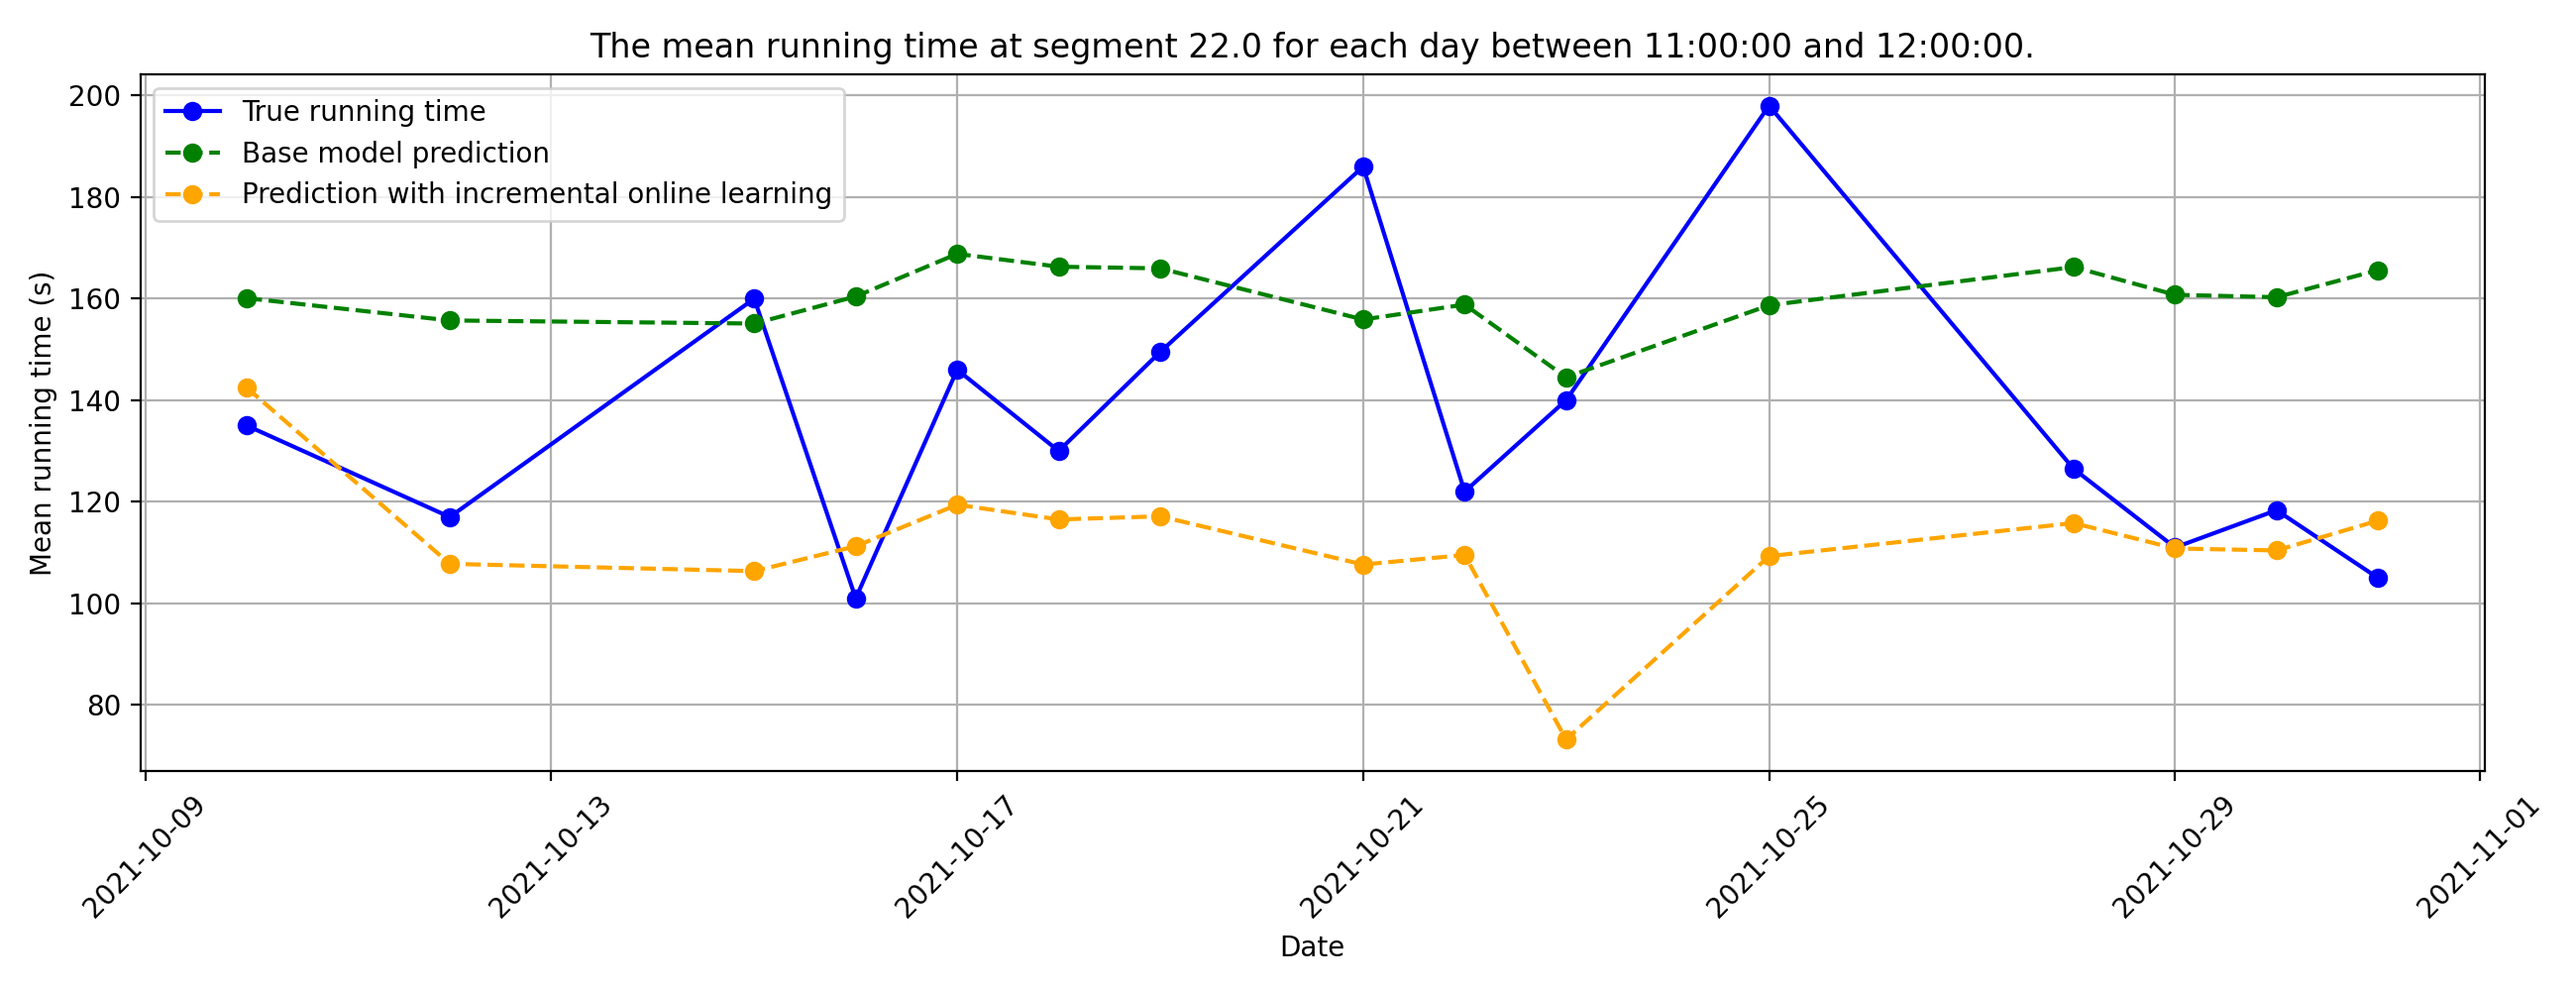 The mean running time at segment 22.0 for each day between 11:00:00 and 12:00:00.
True running time
Base model prediction
Prediction with incremental online learning
Mean running time (s)
200
180
160
140
120
100
80
2021-10-09
2021-10-13
2021-10-17
2021-10-21
2021-10-25
2021-10-29
2021-11-01
Date